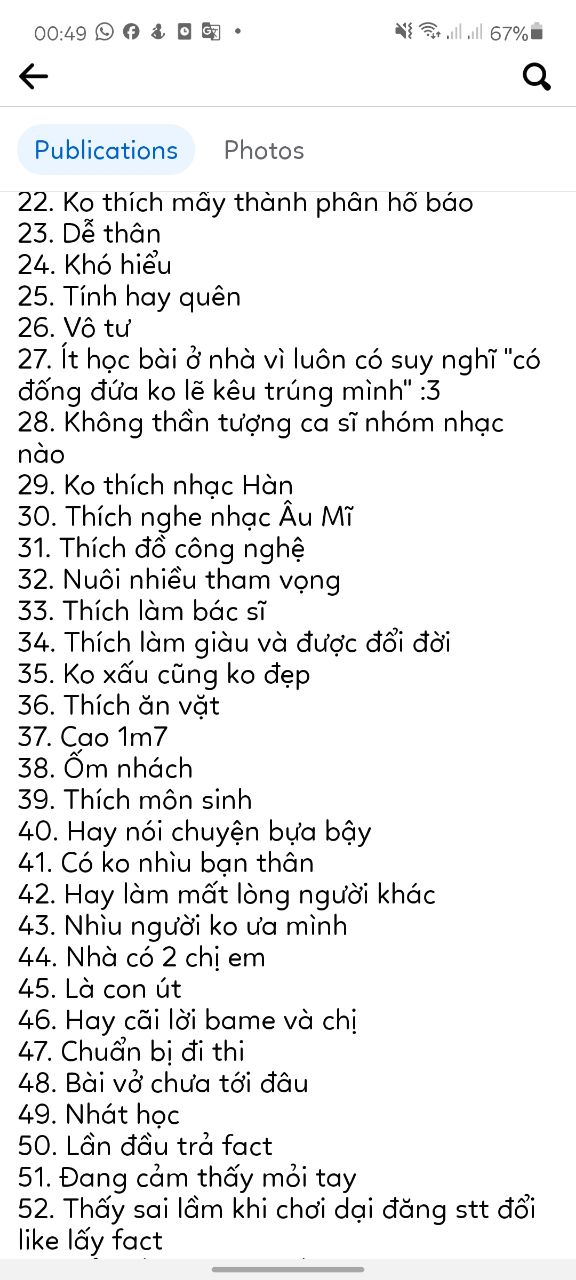 00:49
67%
Publications
Photos
22. Ko thích mấy thành phần hổ báo
23. Dễ thân
24. Khó hiểu
25. Tính hay quên
26. Vô tư
27. Ít học bài ở nhà vì luôn có suy nghĩ "có
đống đứa ko lẽ kêu trúng mình" :3
28. Không thần tượng ca sĩ nhóm nhạc
nào
29. Ko thích nhạc Hàn
30. Thích nghe nhạc Âu Mĩ
31. Thích đồ công nghệ
32. Nuôi nhiều tham vọng
33. Thích làm bác sĩ
34. Thích làm giàu và được đổi đời
35. Ko xấu cũng ko đẹp
36. Thích ăn vặt
37. Cao 1m7
38. Ốm nhách
39. Thích môn sinh
40. Hay nói chuyện bựa bậy
41. Có ko nhìu bạn thân
42. Hay làm mất lòng người khác
43. Nhìu người ko ưa mình
44. Nhà có 2 chị em
45. Là con út
46. Hay cãi lời bame và chị
47. Chuẩn bị đi thi
48. Bài vở chưa tới đâu
49. Nhát học
50. Lần đầu trả fact
51. Đang cảm thấy mỏi tay
52. Thấy sai lầm khi chơi dại đăng stt đổi
like lấy fact